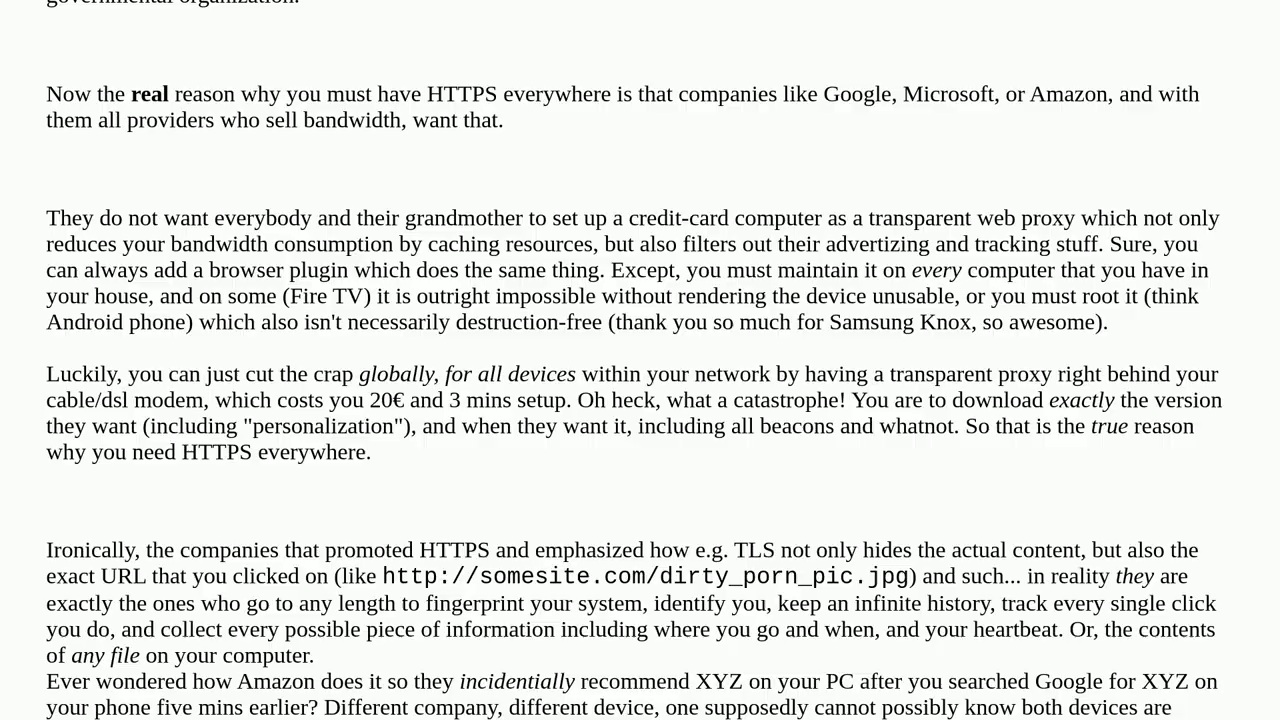 governmental organization.
Now the real reason why you must have HTTPS everywhere is that companies like Google, Microsoft, or Amazon, and with
them all providers who sell bandwidth, want that.
They do not want everybody and their grandmother to set up a credit-card computer as a transparent web proxy which not only
reduces your bandwidth consumption by caching resources, but also filters out their advertizing and tracking stuff. Sure, you
can always add a browser plugin which does the same thing. Except, you must maintain it on every computer that you have in
your house, and on some (Fire TV) it is outright impossible without rendering the device unusable, or you must root it (think
Android phone) which also isn't necessarily destruction-free (thank you so much for Samsung Knox, so awesome).
Luckily, you can just cut the crap globally, for all devices within your network by having a transparent proxy right behind your
cable/dsl modem, which costs you 20€ and 3 mins setup. Oh heck, what a catastrophe! You are to download exactly the version
they want (including "personalization"), and when they want it, including all beacons and whatnot. So that is the true reason
why you need HTTPS everywhere.
Ironically, the companies that promoted HTTPS and emphasized how e.g. TLS not only hides the actual content, but also the
exact URL that you clicked on (like http://somesite.com/dirty_porn_pic.jpg) and such... in reality they are
exactly the ones who go to any length to fingerprint your system, identify you, keep an infinite history, track every single click
you do, and collect every possible piece of information including where you go and when, and your heartbeat. Or, the contents
of any file on your computer.
Ever wondered how Amazon does it so they incidentially recommend XYZ on your PC after you searched Google for XYZ on
your phone five mins earlier? Different company, different device, one supposedly cannot possibly know both devices are